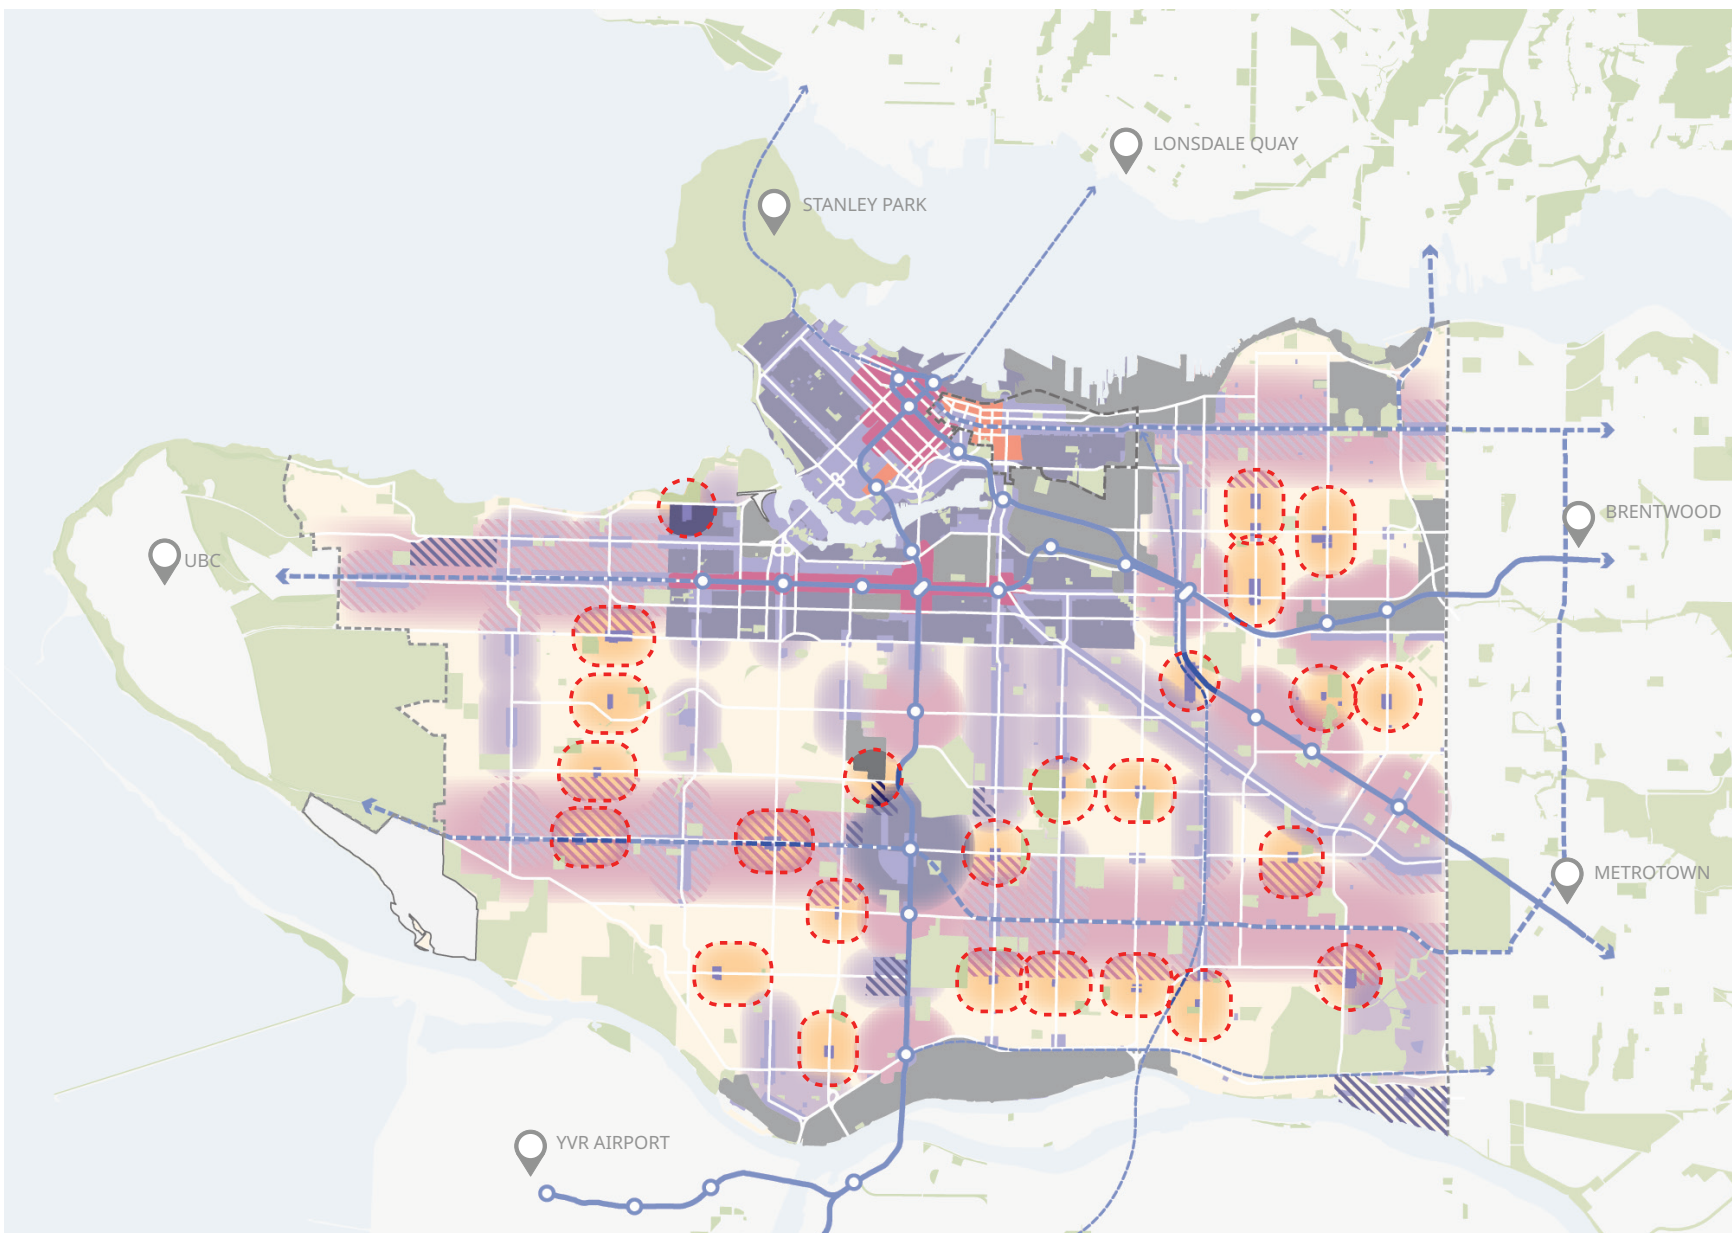 LONSDALE QUAY
STANLEY PARK
BRENTWOOD
UBC
METROTOWN
YVR AIRPORT